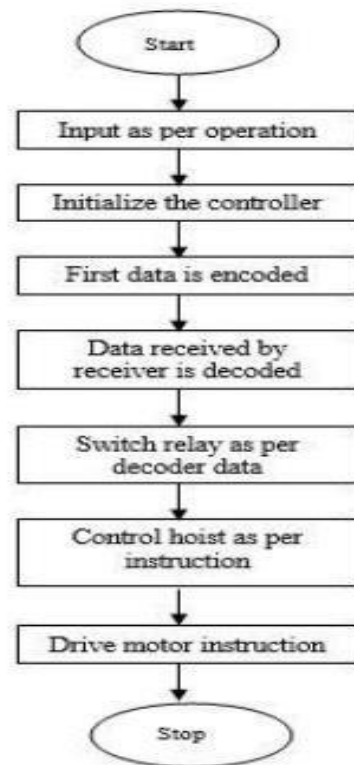 Start
Input as per operation
Initialize the controller
First data is encoded
Data received by
receiver is decoded
Switch relay as per
decoder data
Control hoist as per
instruction
Drive motor instruction
Stop